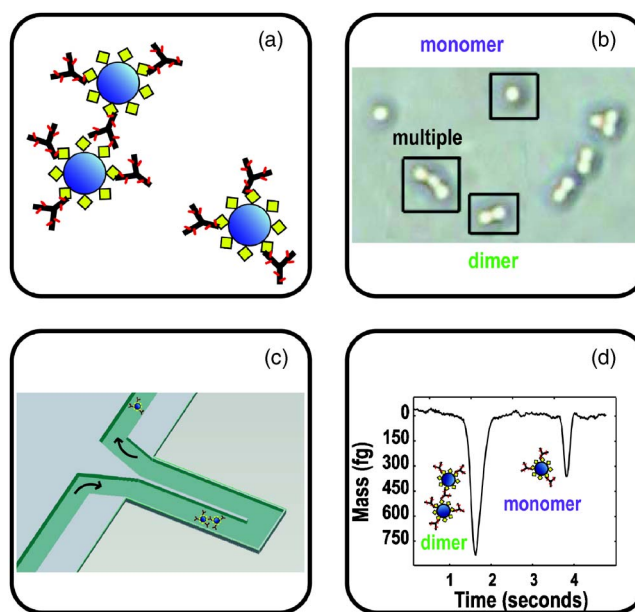 (a)
(b)
monomer
multiple
dimer
(c)
(d)
Mass (fg)
0
150
300
450
600
750
dimer
monomer
1 2 3 4
Time (seconds)